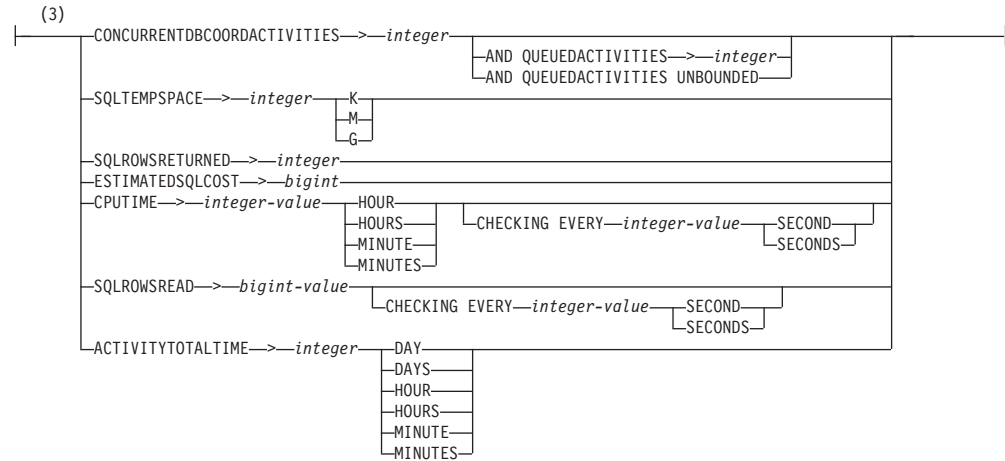 (3)
CONCURRENTDBCOORDACTIVITIES > integer
AND QUEUEDACTIVITIES > integer
AND QUEUEDACTIVITIES UNBOUNDED
SQLTEMPSPACE > integer K
M
G
SQLROWSRETURNED > integer
ESTIMATEDSQLCOST > bigint
CPUTIME > integer-value HOUR
HOURS
MINUTE
MINUTES
CHECKING EVERY integer-value SECOND
SECONDS
SQLROWSREAD > bigint-value
CHECKING EVERY integer-value SECOND
SECONDS
ACTIVITYTOTALTIME > integer DAY
DAYS
HOUR
HOURS
MINUTE
MINUTES